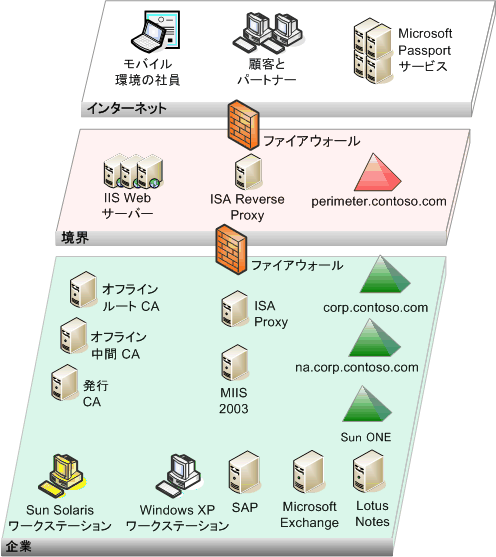 モバイル
環境の社員
顧客と
パートナー
Microsoft
Passport
サービス
インターネット
ファイアウォール
IIS Web
サーバー
ISA Reverse
Proxy
perimeter.contoso.com
境界
ファイアウォール
オフライン
ルート CA
ISA
Proxy
corp.contoso.com
オフライン
中間 CA
na.corp.contoso.com
発行
CA
MIIS
2003
Sun ONE
Sun Solaris
ワークステーション
Windows XP
ワークステーション
SAP
Microsoft
Exchange
Lotus
Notes
企業